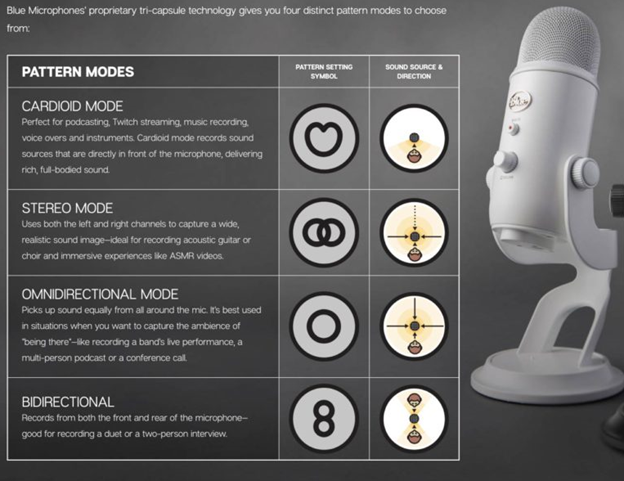 Blue Microphones' proprietary tri-capsule technology gives you four distinct pattern modes to choose
from:
PATTERN MODES
PATTERN SETTING
SYMBOL
SOUND SOURCE &
DIRECTION
CARDIOID MODE
Perfect for podcasting, Twitch streaming, music recording,
voice overs and instruments. Cardioid mode records sound
sources that are directly in front of the microphone, delivering
rich, full-bodied sound.
STEREO MODE
Uses both the left and right channels to capture a wide,
realistic sound image—ideal for recording acoustic guitar or
choir and immersive experiences like ASMR videos.
OMNIDIRECTIONAL MODE
Picks up sound equally from all around the mic. It's best used
in situations when you want to capture the ambience of
"being there"—like recording a band's live performance, a
multi-person podcast or a conference call.
BIDIRECTIONAL
Records from both the front and rear of the microphone—
good for recording a duet or a two-person interview.